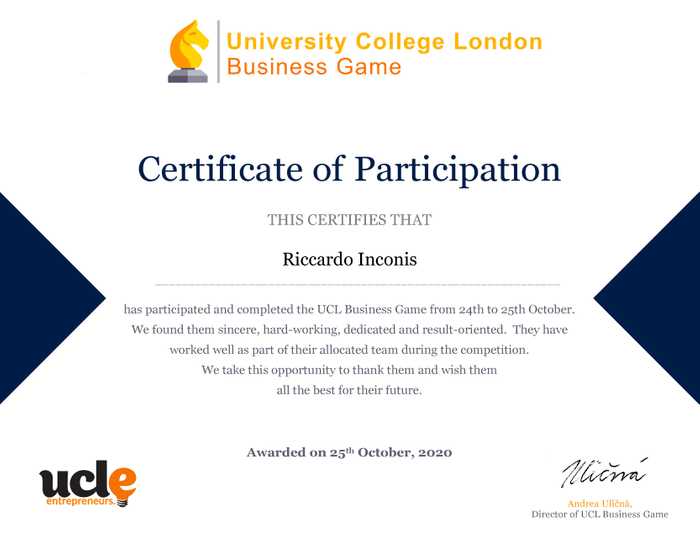 University College London
Business Game
Certificate of Participation
THIS CERTIFIES THAT
Riccardo Inconis
has participated and completed the UCL Business Game from 24th to 25th October.
We found them sincere, hard-working, dedicated and result-oriented. They have
worked well as part of their allocated team during the competition.
We take this opportunity to thank them and wish them
all the best for their future.
Awarded on 25th October, 2020
ucle
entrepreneurs.
Uličná
Andrea Uličná,
Director of UCL Business Game